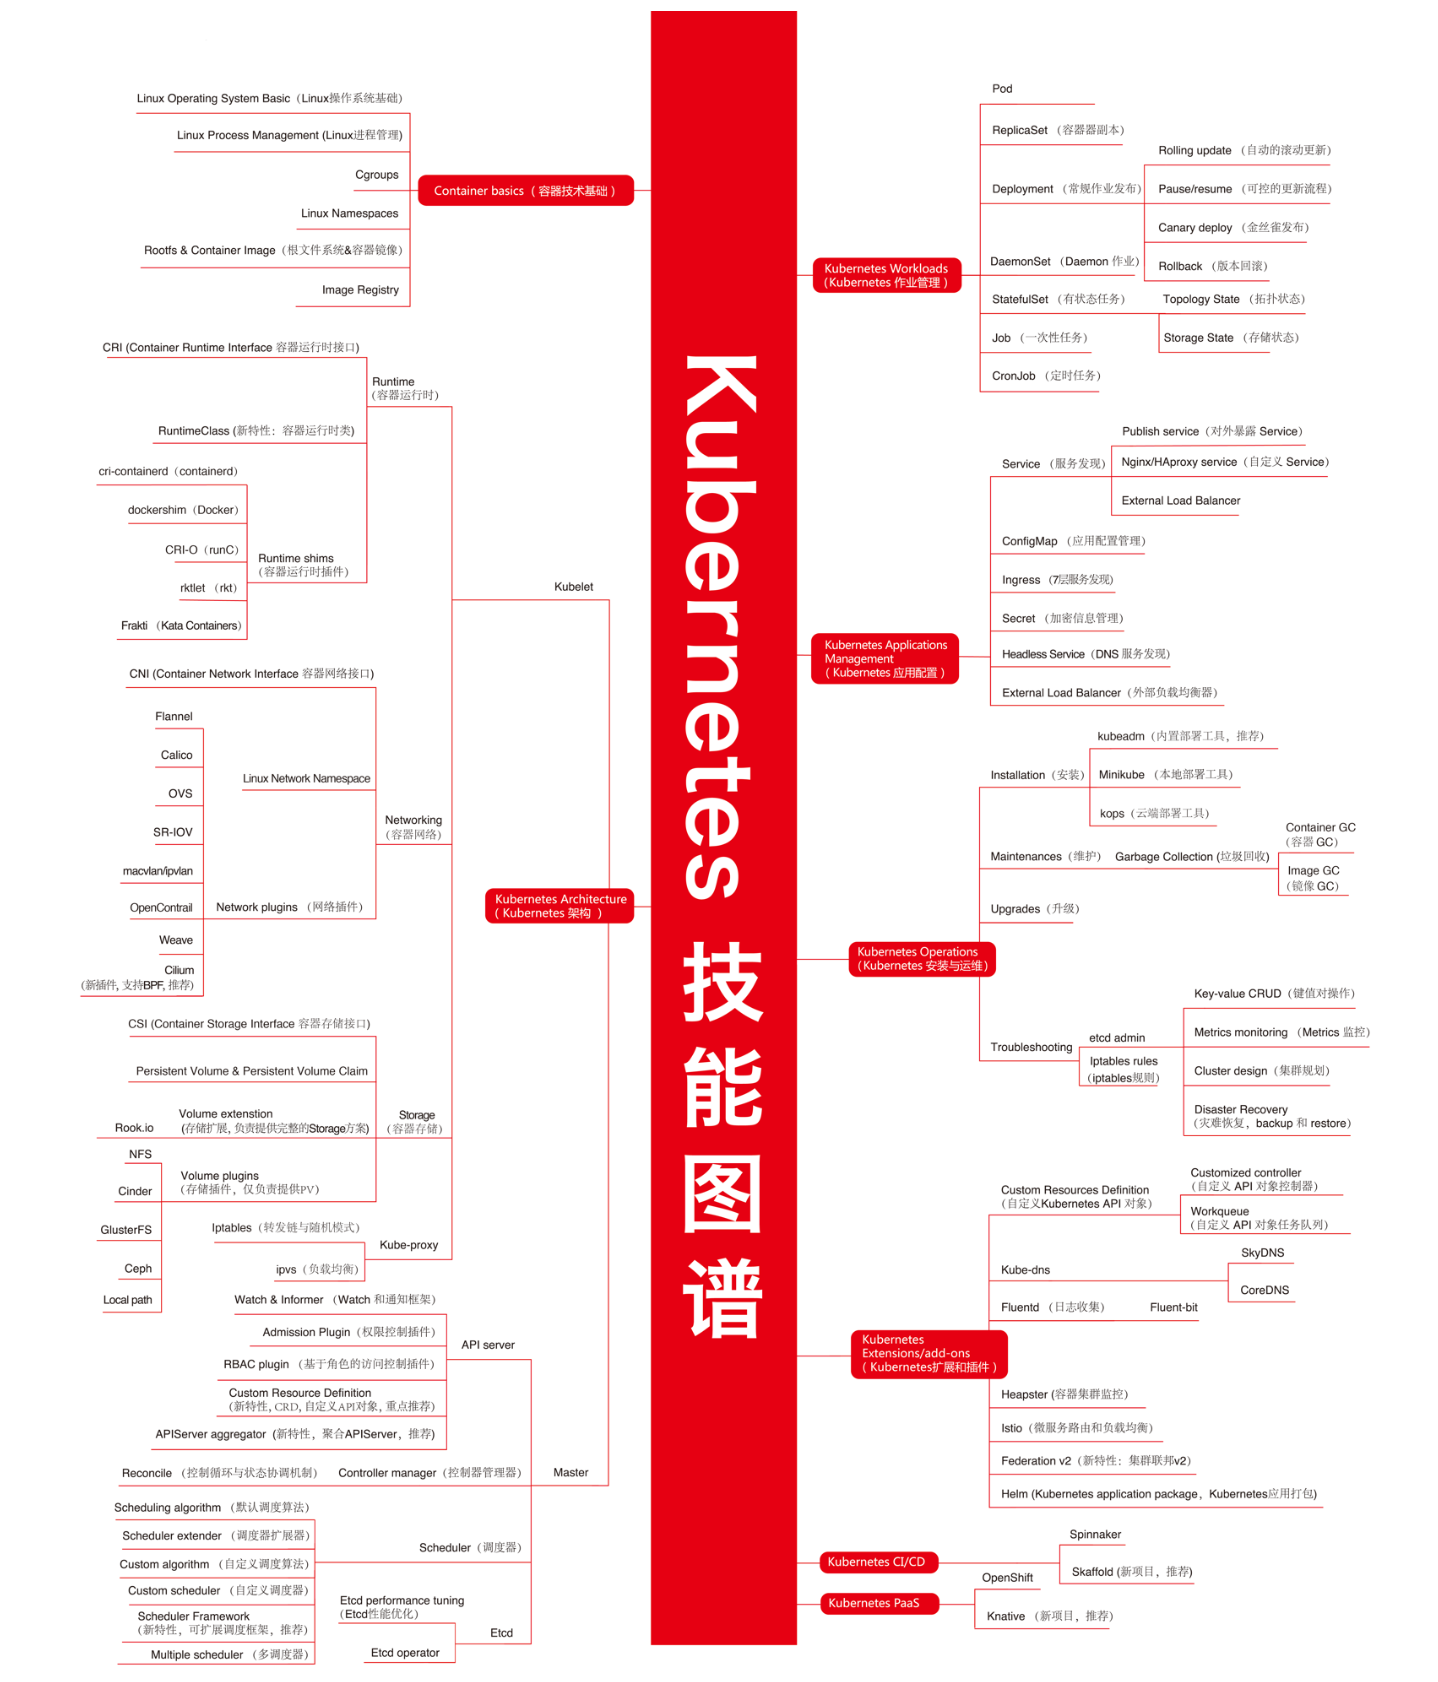 Kubernetes 技能图谱
Container basics（容器技术基础）
Linux Operating System Basic（Linux操作系统基础）
Linux Process Management (Linux进程管理)
Cgroups
Linux Namespaces
Rootfs & Container Image（根文件系统&容器镜像）
Image Registry
Kubernetes Architecture
（Kubernetes 架构 ）
Kubelet
Runtime
（容器运行时）
CRI (Container Runtime Interface 容器运行时接口)
RuntimeClass (新特性：容器运行时类)
Runtime shims
（容器运行时插件）
cri-containerd（containerd）
dockershim（Docker）
CRI-O（runC）
rktlet （rkt）
Frakti （Kata Containers）
Networking
（容器网络）
CNI (Container Network Interface 容器网络接口)
Linux Network Namespace
Network plugins （网络插件）
Flannel
Calico
OVS
SR-IOV
macvlan/ipvlan
OpenContrail
Weave
Cilium
(新插件, 支持BPF, 推荐)
Storage
（容器存储）
CSI (Container Storage Interface 容器存储接口)
Persistent Volume & Persistent Volume Claim
Volume extenstion
(存储扩展, 负责提供完整的Storage方案)
Rook.io
Volume plugins
（存储插件，仅负责提供PV）
NFS
Cinder
GlusterFS
Ceph
Local path
Kube-proxy
Iptables（转发链与随机模式）
ipvs（负载均衡）
Master
API server
Watch & Informer （Watch 和通知框架）
Admission Plugin（权限控制插件）
RBAC plugin （基于角色的访问控制插件）
Custom Resource Definition
（新特性, CRD, 自定义API对象，重点推荐）
APIServer aggregator（新特性，聚合APIServer，推荐）
Controller manager（控制器管理器）
Reconcile （控制循环与状态协调机制）
Scheduler（调度器）
Scheduling algorithm （默认调度算法）
Scheduler extender （调度器扩展器）
Custom algorithm （自定义调度算法）
Custom scheduler （自定义调度器）
Scheduler Framework
（新特性，可扩展调度框架，推荐）
Multiple scheduler （多调度器）
Etcd
Etcd performance tuning
（Etcd性能优化）
Etcd operator
Kubernetes Workloads
（Kubernetes 作业管理 ）
Pod
ReplicaSet （容器器副本）
Deployment （常规作业发布）
Rolling update （自动的滚动更新）
Pause/resume （可控的更新流程）
Canary deploy （金丝雀发布）
Rollback （版本回滚）
DaemonSet （Daemon 作业）
StatefulSet （有状态任务）
Topology State （拓扑状态）
Storage State （存储状态）
Job （一次性任务）
CronJob （定时任务）
Kubernetes Applications
Management
（ Kubernetes 应用配置 ）
Service （服务发现）
Publish service（对外暴露 Service）
Nginx/HAproxy service（自定义 Service）
External Load Balancer
ConfigMap （应用配置管理）
Ingress （7层服务发现）
Secret （加密信息管理）
Headless Service（DNS 服务发现）
External Load Balancer（外部负载均衡器）
Kubernetes Operations
（Kubernetes 安装与运维）
Installation（安装）
kubeadm（内置部署工具，推荐）
Minikube （本地部署工具）
kops（云端部署工具）
Maintenances（维护）
Garbage Collection (垃圾回收)
Container GC
（容器 GC）
Image GC
（镜像 GC）
Upgrades（升级）
Troubleshooting
etcd admin
Key-value CRUD（键值对操作）
Metrics monitoring （Metrics 监控）
Cluster design（集群规划）
Disaster Recovery
（灾难恢复，backup 和 restore）
Iptables rules
（iptables规则）
Kubernetes
Extensions/add-ons
（ Kubernetes扩展和插件 ）
Custom Resources Definition
（自定义Kubernetes API 对象）
Customized controller
（自定义 API 对象控制器）
Workqueue
（自定义 API 对象任务队列）
Kube-dns
SkyDNS
CoreDNS
Fluentd （日志收集）
Fluent-bit
Heapster (容器集群监控)
Istio（微服务路由和负载均衡）
Federation v2（新特性：集群联邦v2）
Helm (Kubernetes application package，Kubernetes应用打包)
Kubernetes CI/CD
Spinnaker
Skaffold (新项目，推荐)
Kubernetes PaaS
OpenShift
Knative （新项目，推荐）